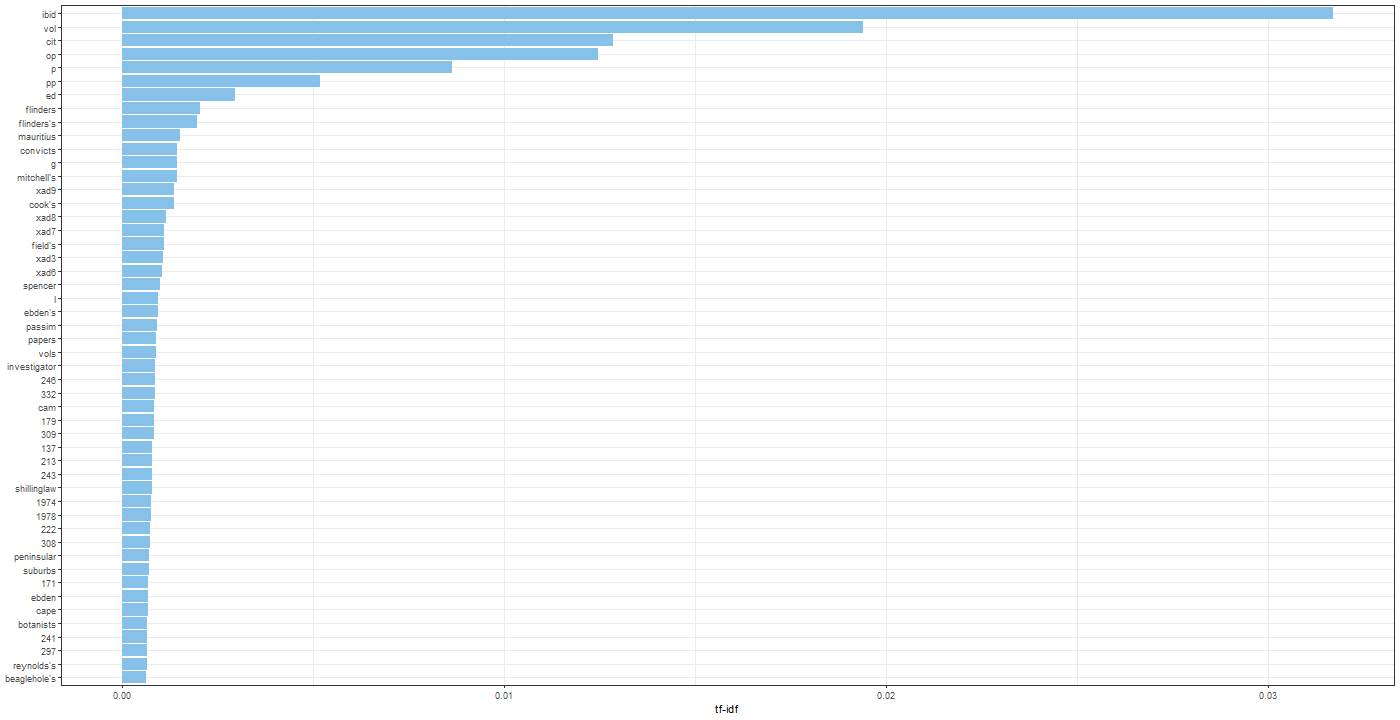 ibid
vol
cit
op
p
pp
ed
flinders
flinders's
mauritius
convicts
g
mitchell's
xad9
cook's
xad8
xad7
field's
xad3
xad6
spencer
l
ebden's
passim
papers
vols
investigator
246
332
cam
179
309
137
213
243
shillinglaw
1974
1978
222
308
peninsular
suburbs
171
ebden
cape
botanists
241
297
reynolds's
beaglehole's
0.00 0.01 0.02 0.03
tf-idf